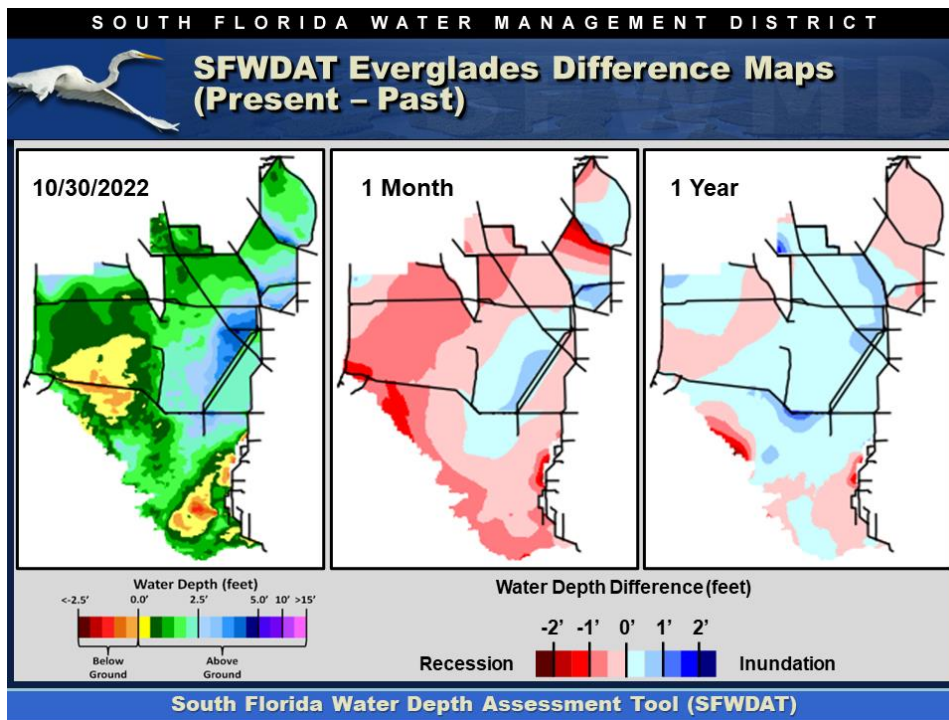 SOUTH FLORIDA WATER MANAGEMENT DISTRICT
SFWDAT Everglades Difference Maps
(Present – Past)
SFWMD
10/30/2022
1 Month
1 Year
Water Depth (feet)
<-2.5' 0.0' 2.5' 5.0' 10' >15'
Below
Ground
Above
Ground
Water Depth Difference (feet)
-2' -1' 0' 1' 2'
Recession
Inundation
South Florida Water Depth Assessment Tool (SFWDAT)